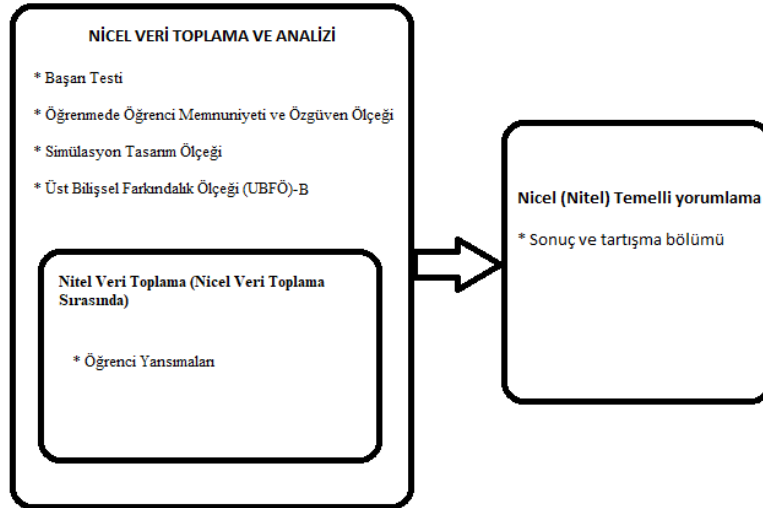 NİCEL VERİ TOPLAMA VE ANALİZİ
* Başarı Testi
* Öğrenmede Öğrenci Memnuniyeti ve Özgüven Ölçeği
* Simülasyon Tasarım Ölçeği
* Üst Bilişsel Farkındalık Ölçeği (UBFÖ)-B
Nitel Veri Toplama (Nicel Veri Toplama
Sırasında)
* Öğrenci Yansımaları
Nicel (Nitel) Temelli yorumlama
* Sonuç ve tartışma bölümü